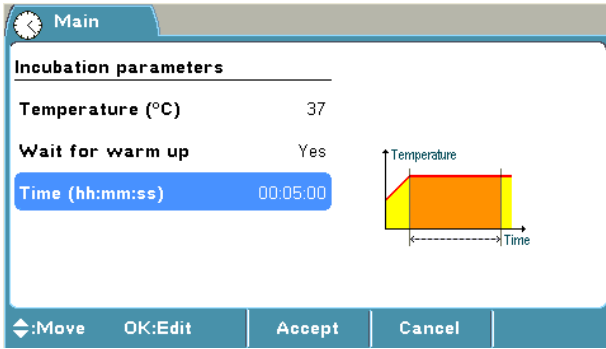 Main
Incubation parameters
Temperature (°C) 37
Wait for warm up Yes
Time (hh:mm:ss) 00:05:00
Temperature
Time
:Move OK:Edit Accept Cancel